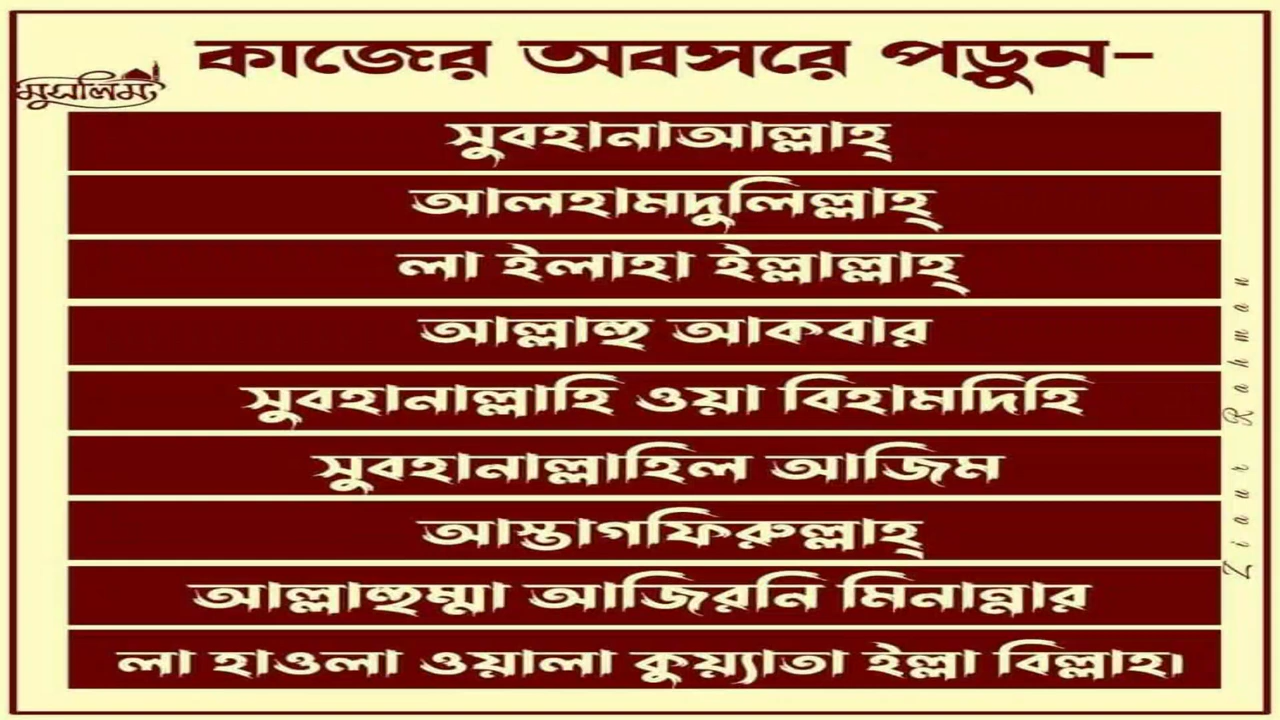 কাজের অবসরে পড়ুন-
মুসলিম
সুবহানাআল্লাহ্
আলহামদুলিল্লাহ্
লা ইলাহা ইল্লাল্লাহ্
আল্লাহু আকবার
সুবহানাল্লাহি ওয়া বিহামদিহি
সুবহানাল্লাহিল আজিম
আস্তাগফিরুল্লাহ্
আল্লাহুম্মা আজিরনি মিনান্নার
লা হাওলা ওয়ালা কুয়্যাতা ইল্লা বিল্লাহ।
Ziaur Rahman